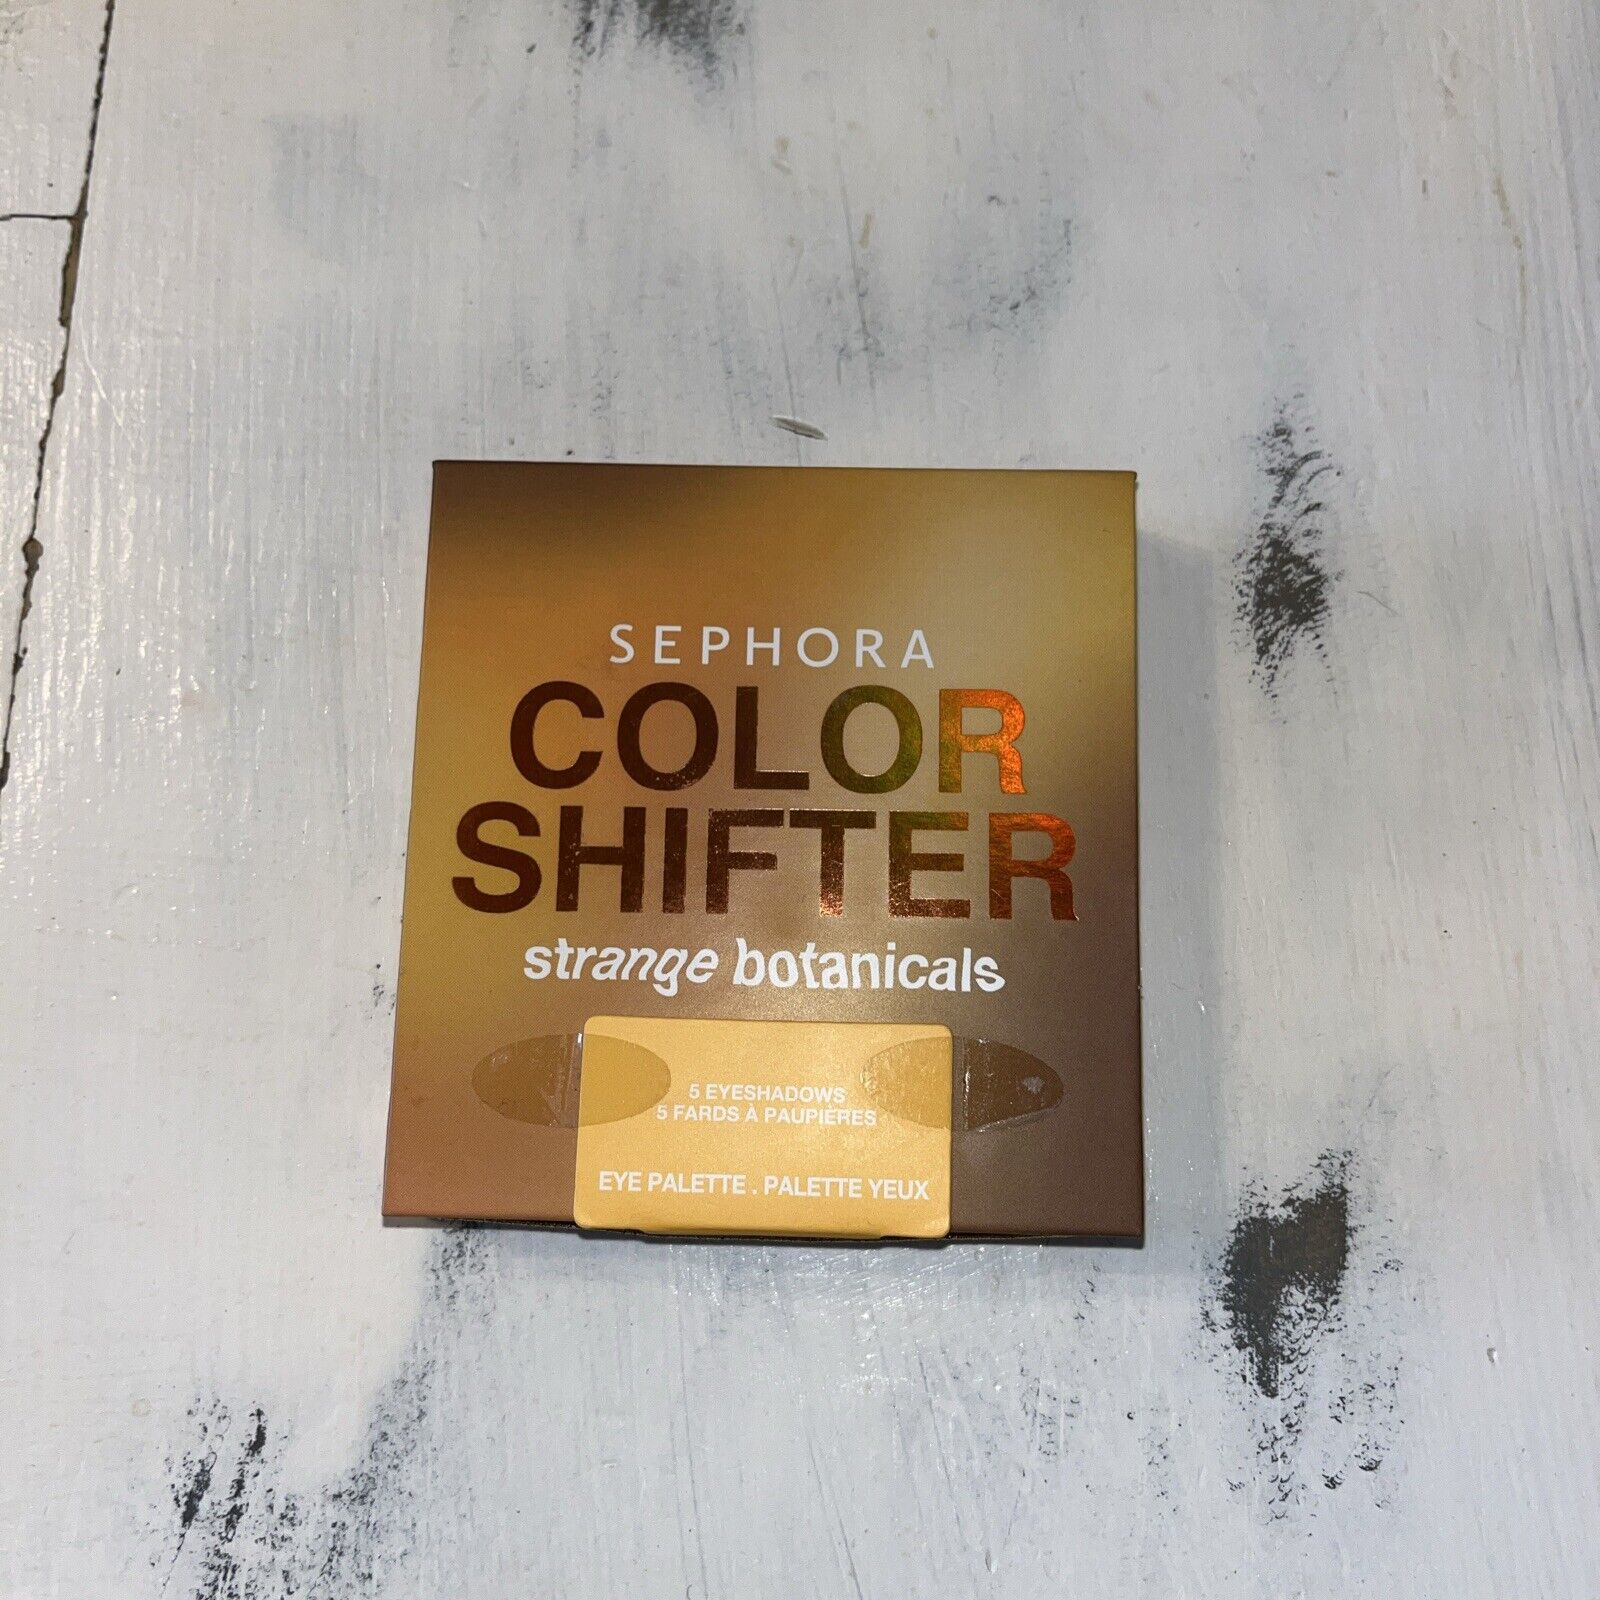 SEPHORA
COLOR
SHIFTER
strange botanicals
5 EYESHADOWS
5 FARDS À PAUPIÈRES
EYE PALETTE . PALETTE YEUX